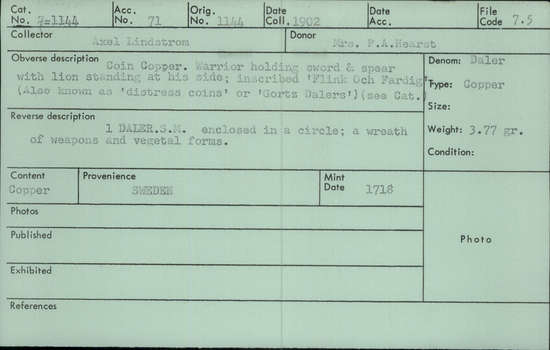 Cat. No. 7-1144 Acc. No. 71 Orig. No. 1144 Date Coll. 1902 Date Acc. File Code 7.5
Collector Axel Lindstrom Donor Mrs. P.A.Hearst
Obverse description Coin Copper. Warrior holding sword & spear
with lion standing at his side; inscribed 'Flink Och Fardig'
(Also known as 'distress coins' or 'Gortz Dalers')(see Cat.)
Denom: Daler
Type: Copper
Size:
Weight: 3.77 gr.
Condition:
Reverse description
1 DALER.S.M. enclosed in a circle; a wreath
of weapons and vegetal forms.
Content Copper Provenience SWEDEN Mint Date 1718
Photos
Published
Exhibited
References
Photo